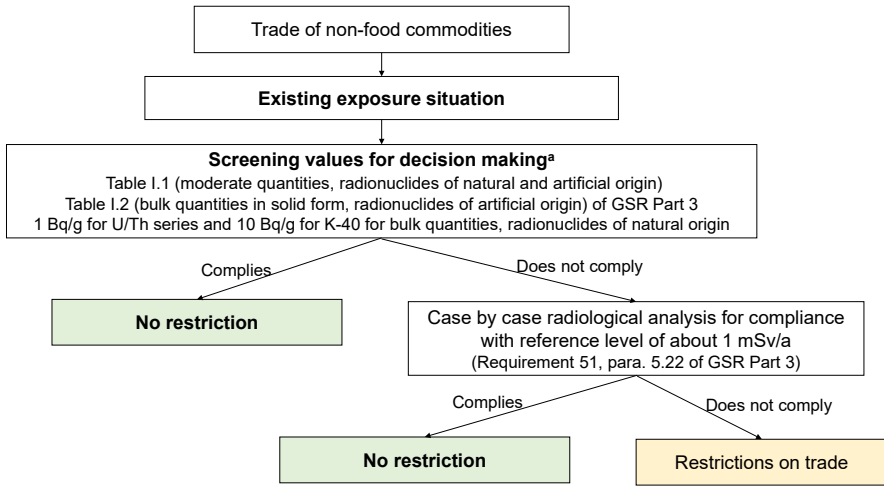 Trade of non-food commodities
Existing exposure situation
Screening values for decision makingᵃ
Table I.1 (moderate quantities, radionuclides of natural and artificial origin)
Table I.2 (bulk quantities in solid form, radionuclides of artificial origin) of GSR Part 3
1 Bq/g for U/Th series and 10 Bq/g for K-40 for bulk quantities, radionuclides of natural origin
Complies
Does not comply
No restriction
Case by case radiological analysis for compliance
with reference level of about 1 mSv/a
(Requirement 51, para. 5.22 of GSR Part 3)
Complies
Does not comply
No restriction
Restrictions on trade